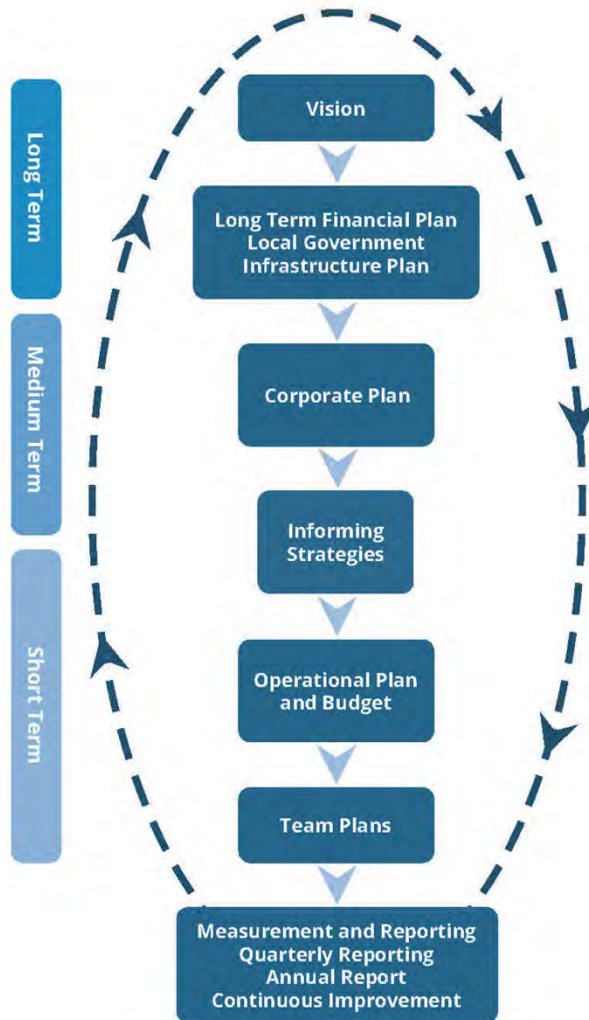 Long Term
Medium Term
Short Term
Vision
Long Term Financial Plan
Local Government
Infrastructure Plan
Corporate Plan
Informing
Strategies
Operational Plan
and Budget
Team Plans
Measurement and Reporting
Quarterly Reporting
Annual Report
Continuous Improvement